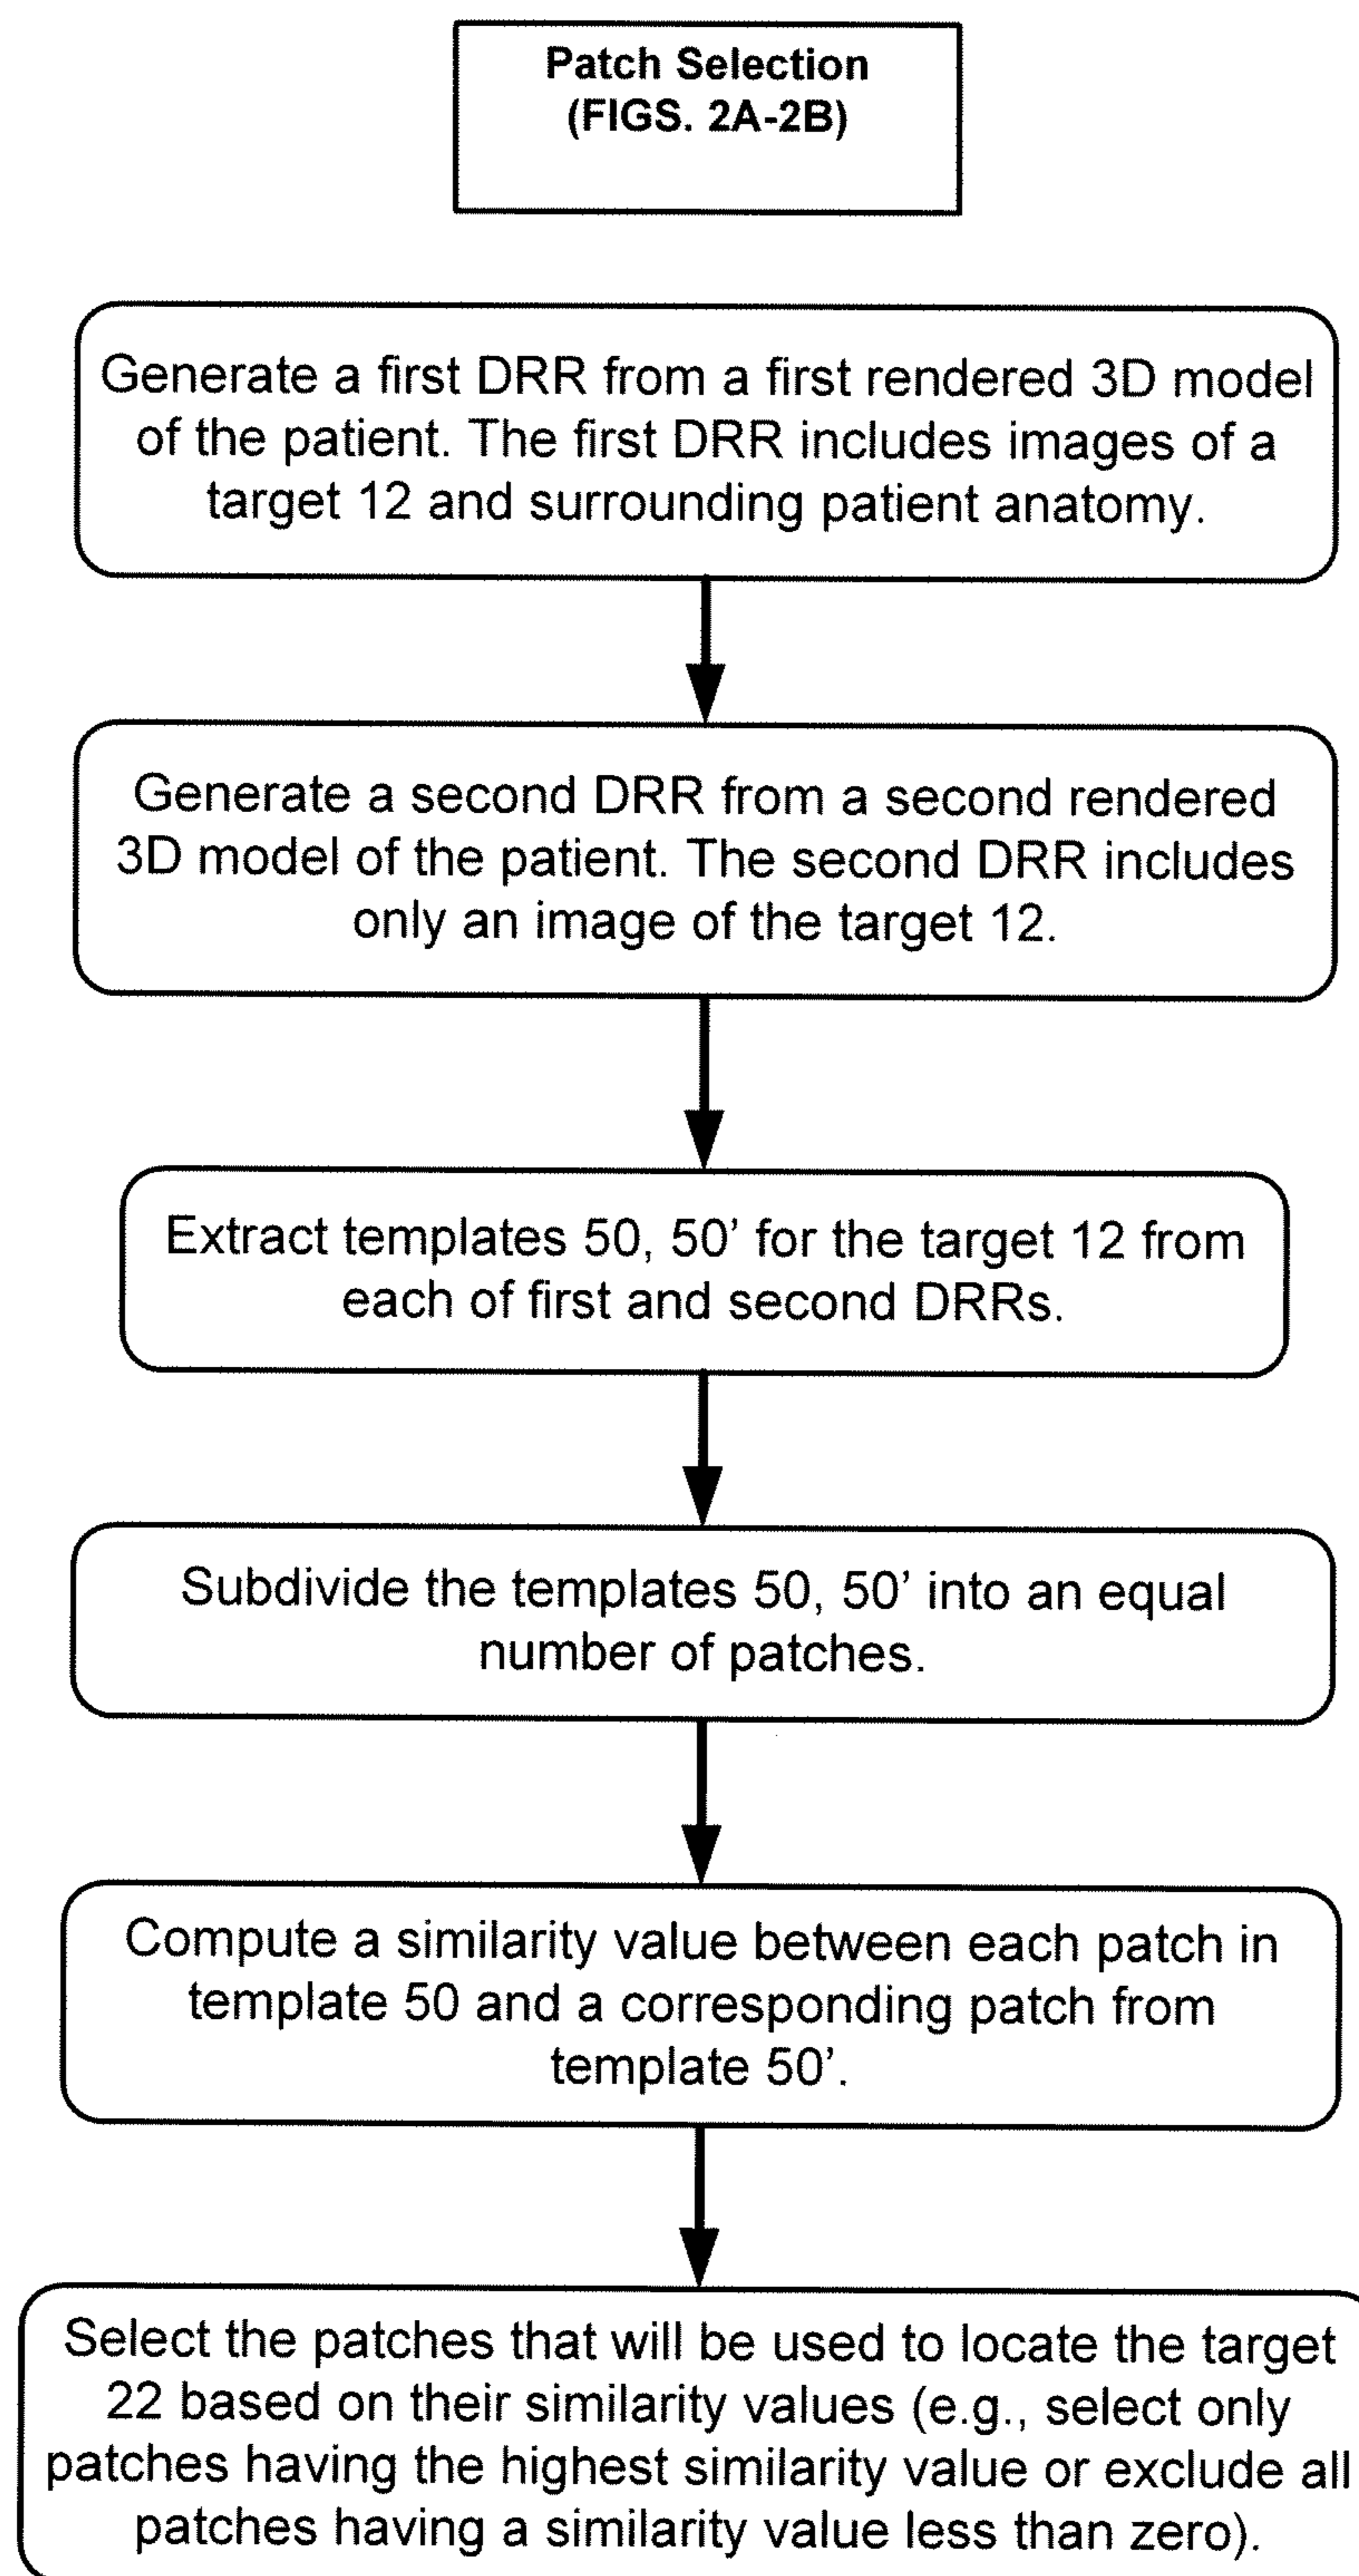 Patch Selection
(FIGS. 2A-2B)
Generate a first DRR from a first rendered 3D model
of the patient. The first DRR includes images of a
target 12 and surrounding patient anatomy.
Generate a second DRR from a second rendered
3D model of the patient. The second DRR includes
only an image of the target 12.
Extract templates 50, 50’ for the target 12 from
each of first and second DRRs.
Subdivide the templates 50, 50’ into an equal
number of patches.
Compute a similarity value between each patch in
template 50 and a corresponding patch from
template 50’.
Select the patches that will be used to locate the target
22 based on their similarity values (e.g., select only
patches having the highest similarity value or exclude all
patches having a similarity value less than zero).